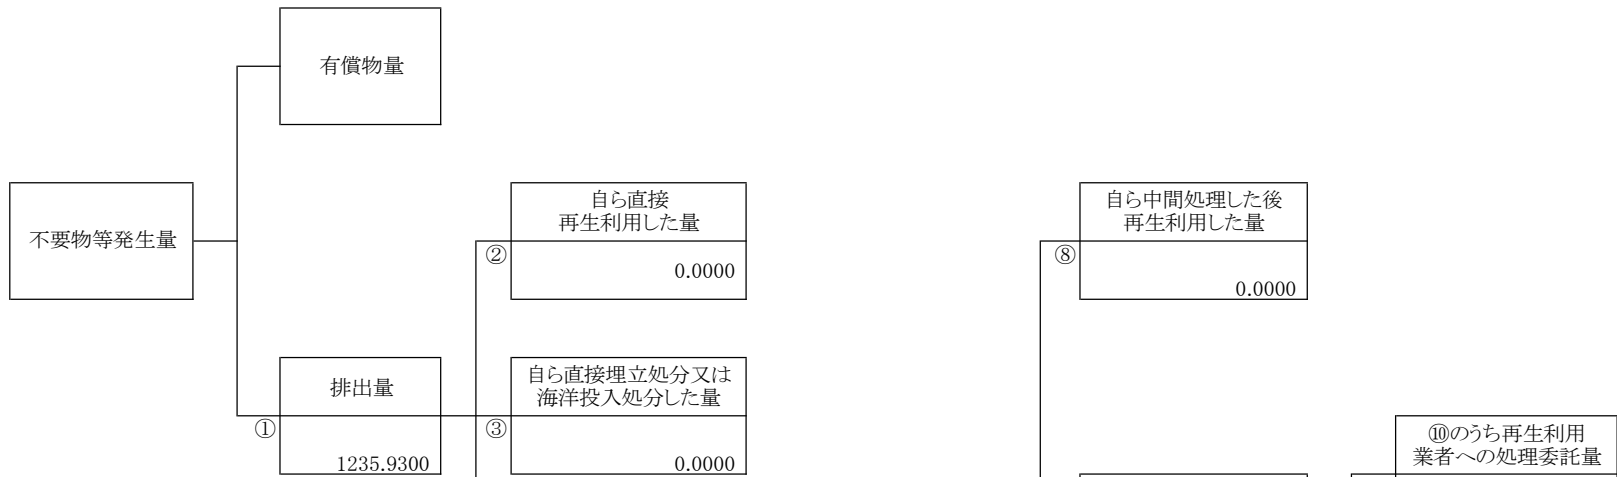 有償物量
不要物等発生量
自ら直接
再生利用した量
②
0.0000
自ら中間処理した後
再生利用した量
⑧
0.0000
排出量
①
1235.9300
自ら直接埋立処分又は
海洋投入処分した量
③
0.0000
⑩のうち再生利用
業者への処理委託量